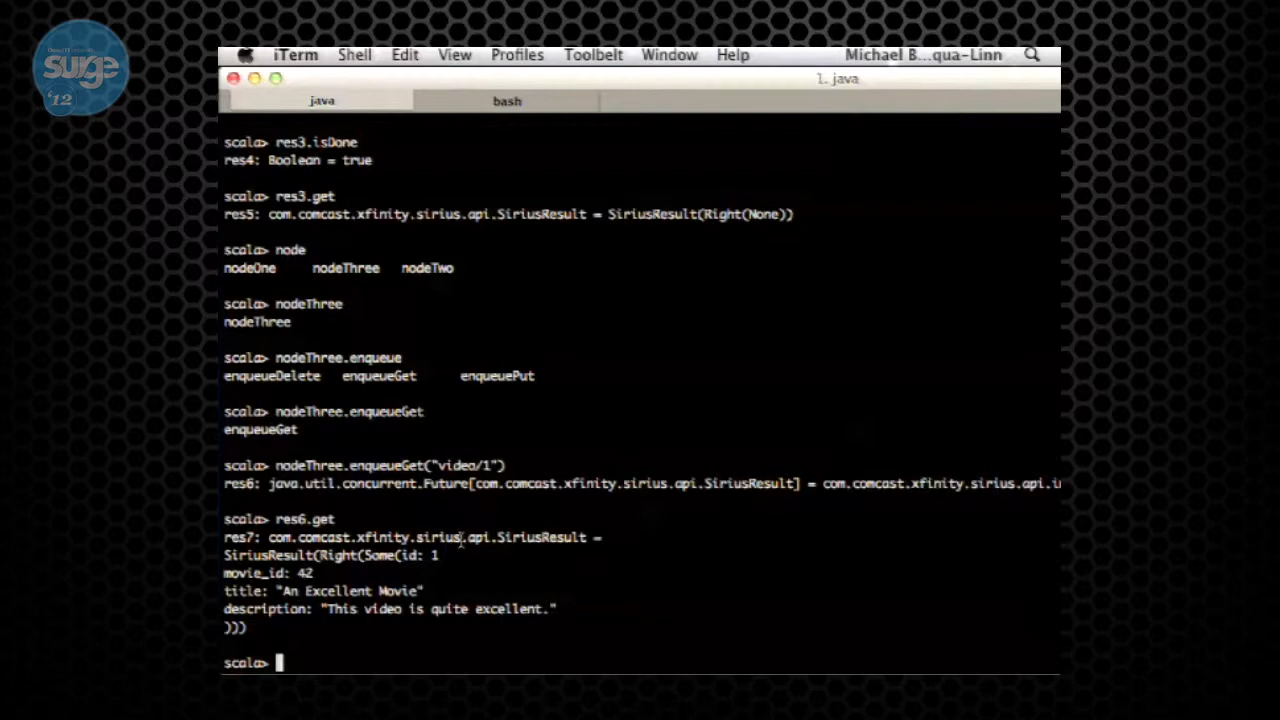 surge
'12
iTerm Shell Edit View Profiles Toolbelt Window Help Michael B...qua-Linn
1. java
java bash
scala> res3.isDone
res4: Boolean = true
scala> res3.get
res5: com.comcast.xfinity.sirius.api.SiriusResult = SiriusResult(Right(None))
scala> node
nodeOne nodeThree nodeTwo
scala> nodeThree
nodeThree
scala> nodeThree.enqueue
enqueueDelete enqueueGet enqueuePut
scala> nodeThree.enqueueGet
enqueueGet
scala> nodeThree.enqueueGet("video/1")
res6: java.util.concurrent.Future[com.comcast.xfinity.sirius.api.SiriusResult] = com.comcast.xfinity.sirius.api.i
scala> res6.get
res7: com.comcast.xfinity.sirius.api.SiriusResult =
SiriusResult(Right(Some(id: 1
movie_id: 42
title: "An Excellent Movie"
description: "This video is quite excellent."
)))
scala>